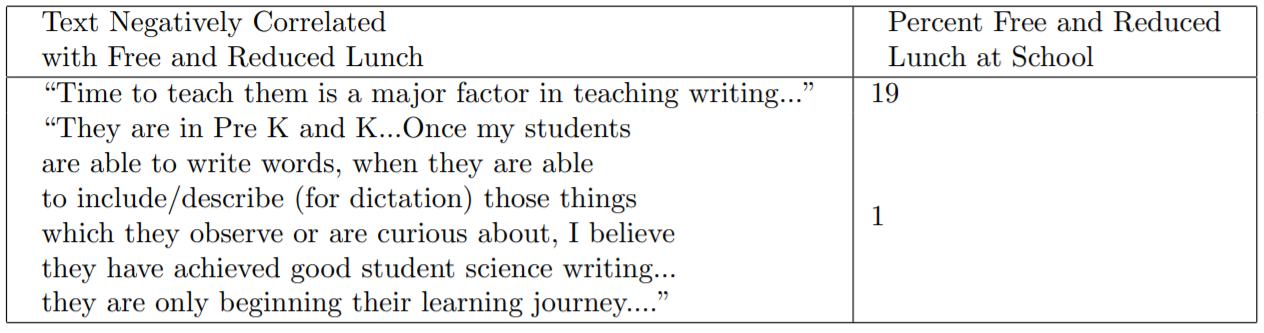 Text Negatively Correlated
with Free and Reduced Lunch
Percent Free and Reduced
Lunch at School
“Time to teach them is a major factor in teaching writing...”
19
“They are in Pre K and K...Once my students
are able to write words, when they are able
to include/describe (for dictation) those things
which they observe or are curious about, I believe
they have achieved good student science writing...
they are only beginning their learning journey....”
1